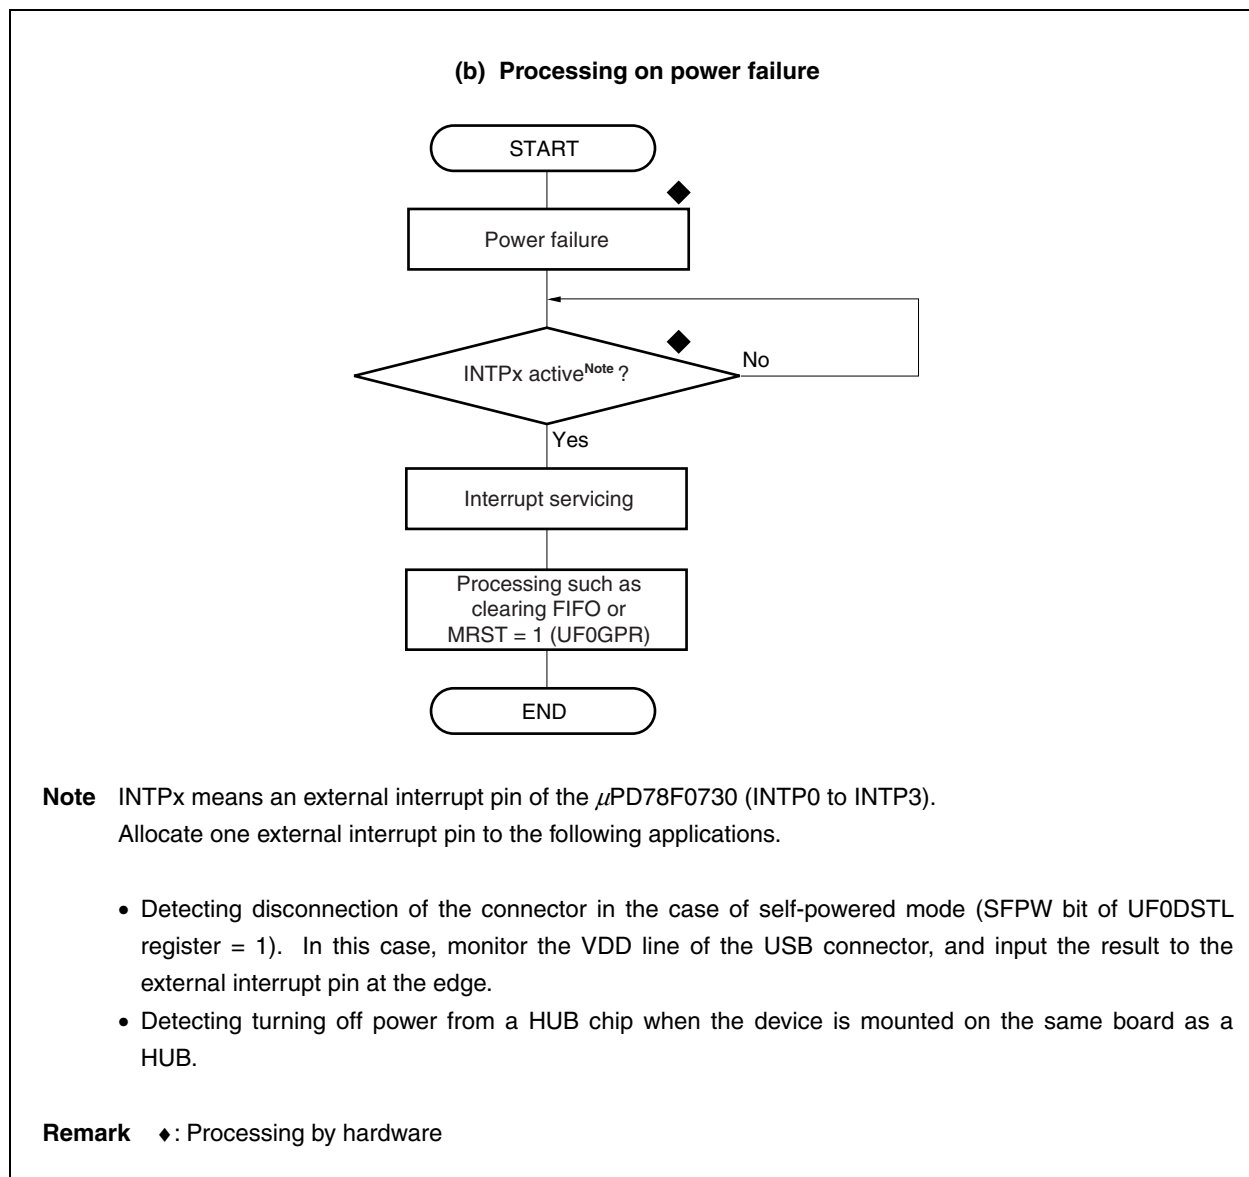 (b) Processing on power failure
START
Power failure
INTPx active^Note ?
No
Yes
Interrupt servicing
Processing such as
clearing FIFO or
MRST = 1 (UF0GPR)
END
Note INTPx means an external interrupt pin of the μPD78F0730 (INTP0 to INTP3).
Allocate one external interrupt pin to the following applications.
• Detecting disconnection of the connector in the case of self-powered mode (SFPW bit of UF0DSTL
register = 1). In this case, monitor the VDD line of the USB connector, and input the result to the
external interrupt pin at the edge.
• Detecting turning off power from a HUB chip when the device is mounted on the same board as a
HUB.
Remark ♦: Processing by hardware